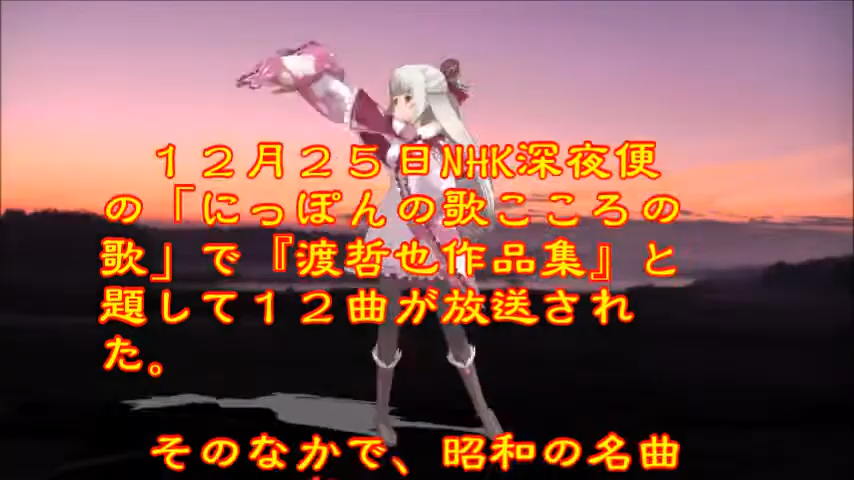 １２月２５日NHK深夜便
の「にっぽんの歌こころの
歌」で『渡哲也作品集』と
題して１２曲が放送され
た。
そのなかで、昭和の名曲